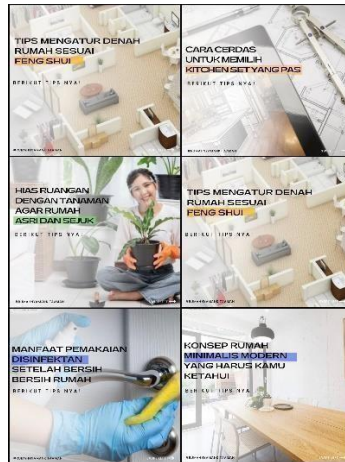 TIPS MENGATUR DENAH
RUMAH SESUAI
FENG SHUI
BERIKUT TIPS NYA!
CARA CERDAS
UNTUK MEMILIH
KITCHEN SET YANG PAS
BERIKUT TIPS NYA!
HIAS RUANGAN
DENGAN TANAMAN
AGAR RUMAH
ASRI DAN SEJUK
BERIKUT TIPS NYA!
TIPS MENGATUR DENAH
RUMAH SESUAI
FENG SHUI
BERIKUT TIPS NYA!
MANFAAT PEMAKAIAN
DISINFEKTAN
SETELAH BERSIH
BERSIH RUMAH
BERIKUT TIPS NYA!
KONSEP RUMAH
MINIMALIS MODERN
YANG HARUS KAMU
KETAHUI
BERIKUT TIPS NYA!